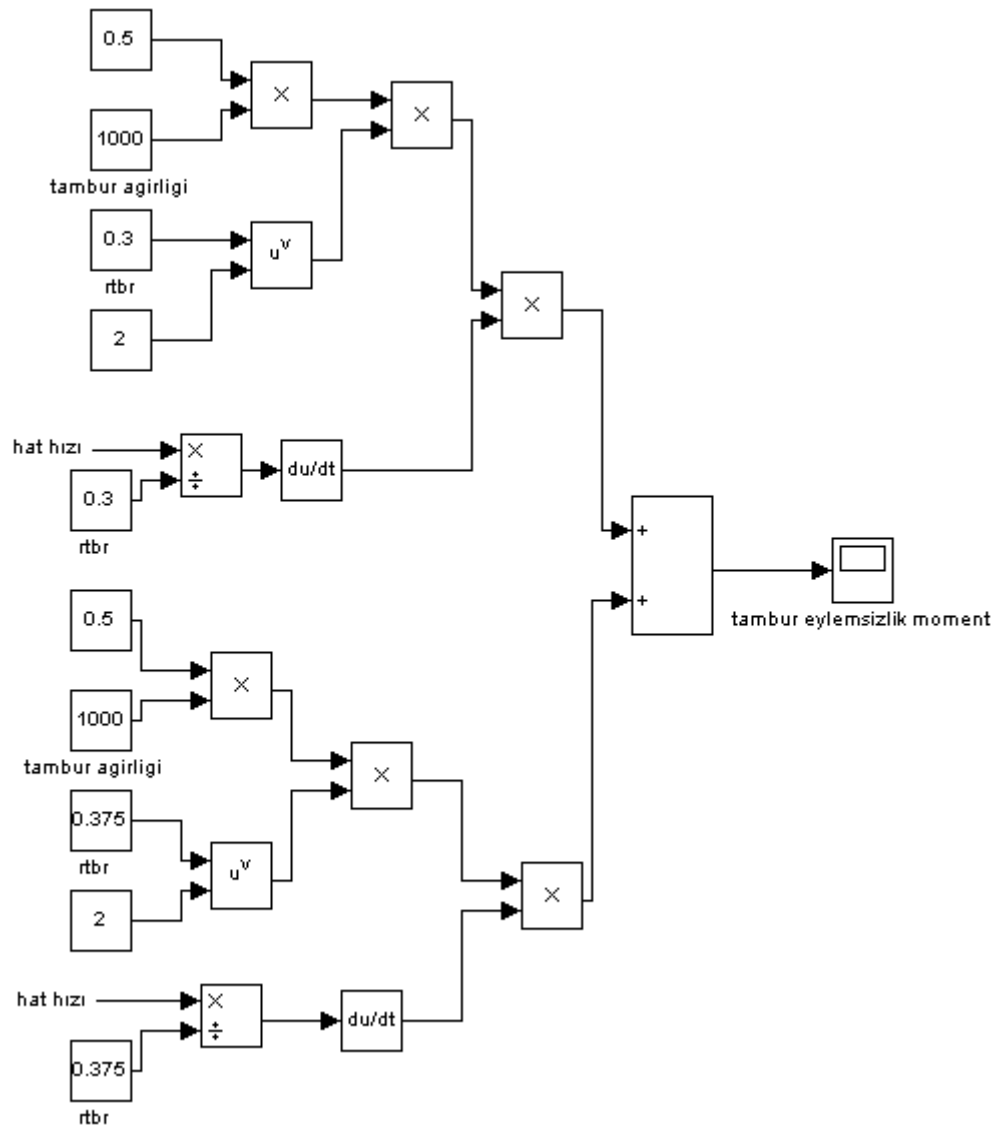 0.5
×
×
1000
tambur agirligi
0.3
u^v
rtbr
×
2
hat hızı
×
÷
du/dt
0.3
rtbr
+
0.5
+
tambur eylemsizlik moment
×
1000
tambur agirligi
×
0.375
rtbr
u^v
2
×
hat hızı
×
÷
du/dt
0.375
rtbr